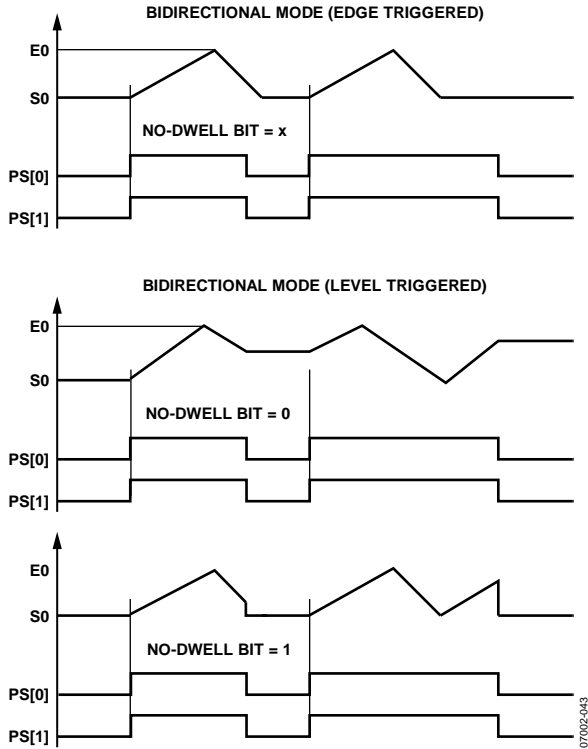 BIDIRECTIONAL MODE (EDGE TRIGGERED)
E0
S0
NO-DWELL BIT = x
PS[0]
PS[1]
BIDIRECTIONAL MODE (LEVEL TRIGGERED)
E0
S0
NO-DWELL BIT = 0
PS[0]
PS[1]
E0
S0
NO-DWELL BIT = 1
PS[0]
PS[1]
07002-043